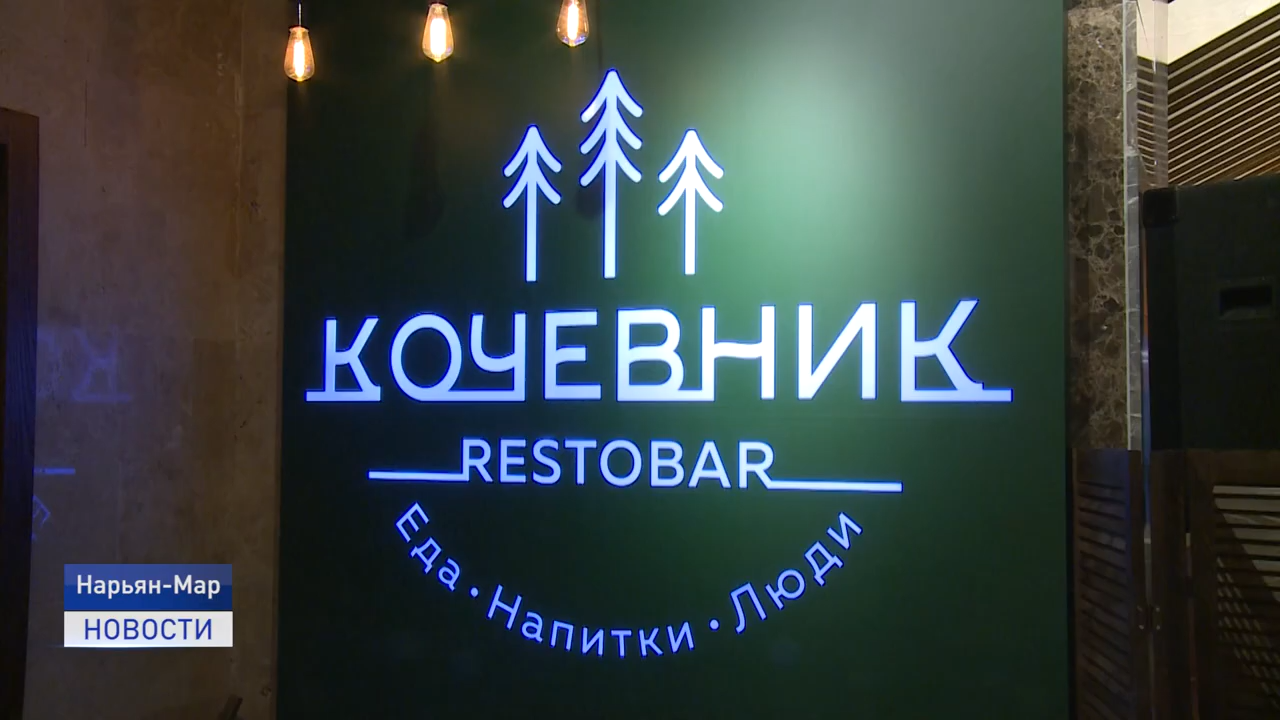 КОЧЕВНИК
RESTOBAR
Еда • Напитки • Люди
Нарьян-Мар
НОВОСТИ